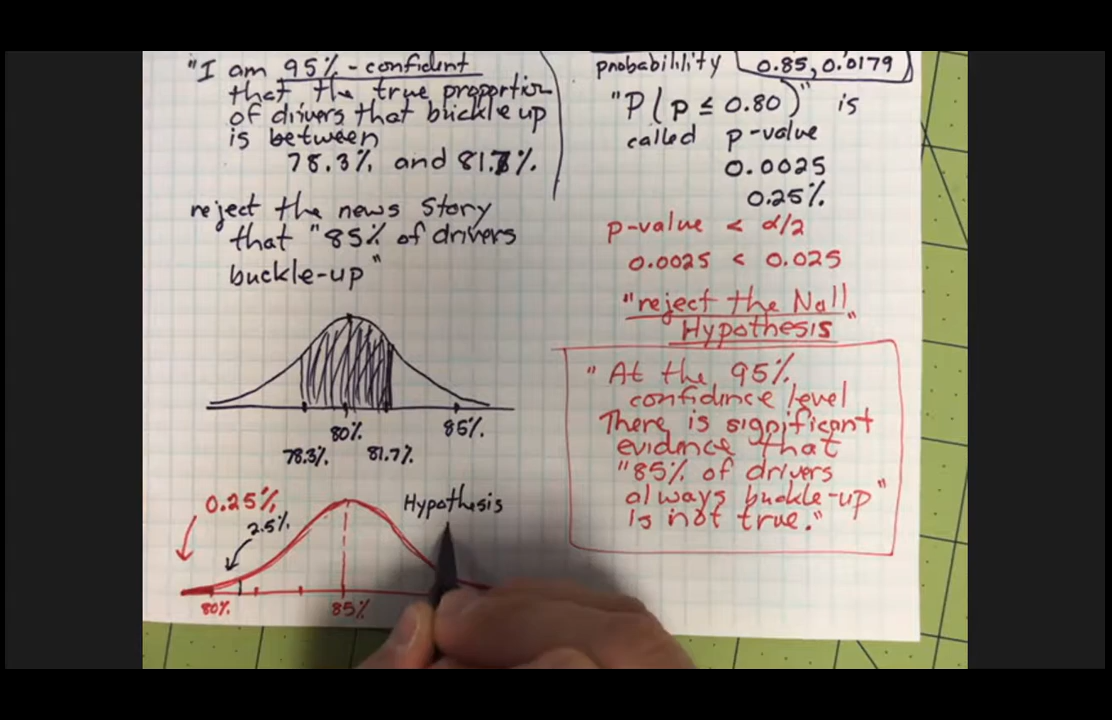 "I am 95% - confident
that the true proportion
of drivers that buckle up
is between
78.3% and 81.7%.
reject the news story
that "85% of drivers
buckle-up"
80%
85%.
78.3%.
81.7%.
0.25%
2.5%
Hypothesis
80%.
85%
probabilility 0.85, 0.0179
"P(p ≤ 0.80)" is
called p-value
0.0025
0.25%
p-value < α/2
0.0025 < 0.025
"reject the Nall
Hypothesis"
"At the 95%
confidince level
There is significant
evidince that
"85% of drivers
always buckle-up"
is not true."